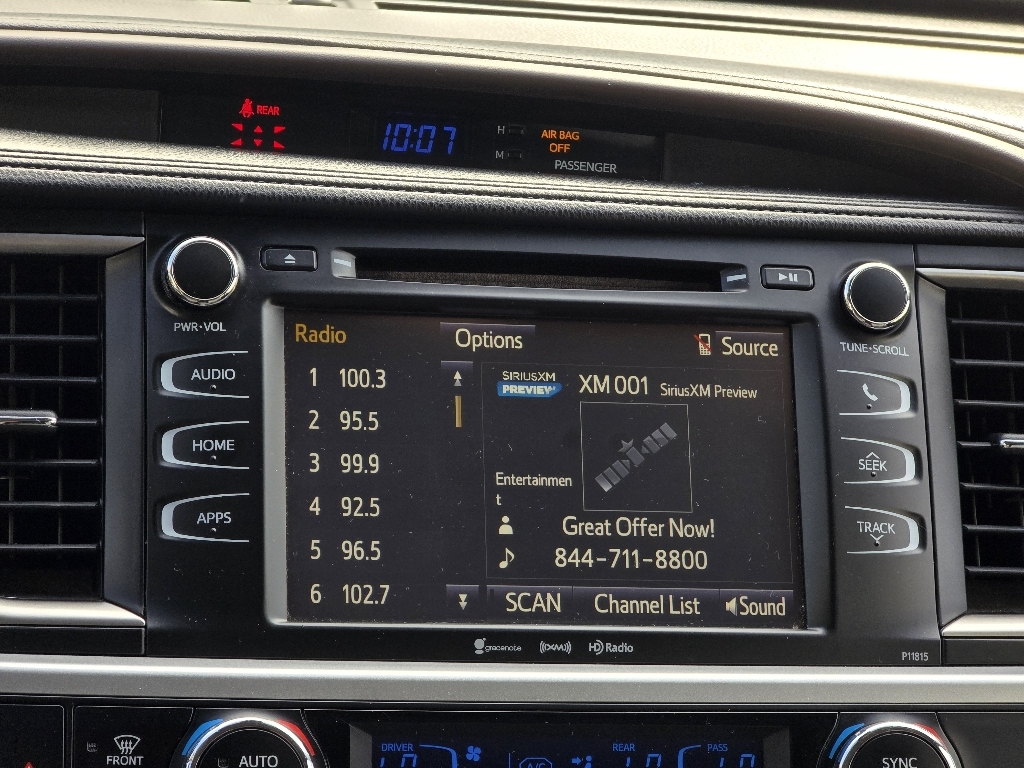 REAR
10:07
H
M
AIR BAG
OFF
PASSENGER
PWR•VOL
TUNE•SCROLL
AUDIO
HOME
APPS
SEEK
TRACK
Radio
Options
Source
1 100.3
2 95.5
3 99.9
4 92.5
5 96.5
6 102.7
SIRIUSXM
PREVIEW
XM001 SiriusXM Preview
Entertainmen
t
Great Offer Now!
844-711-8800
SCAN
Channel List
Sound
gracenote
((XM))
HD Radio
P11815
FRONT
AUTO
DRIVER
A/C
REAR
PASS
SYNC